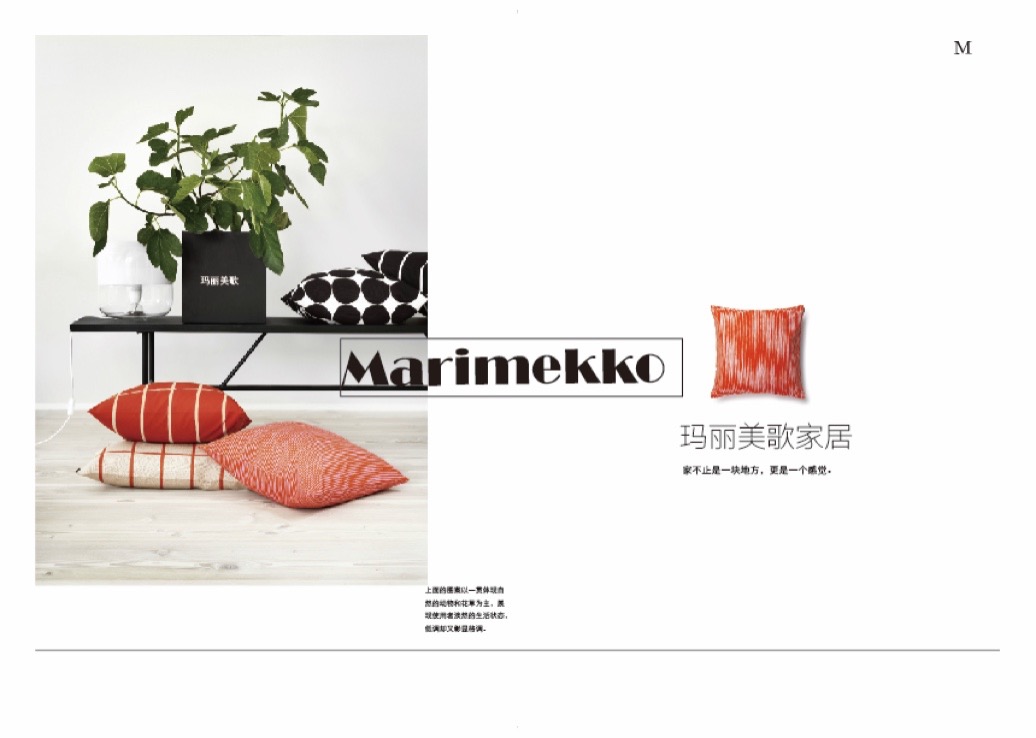 M
玛丽美歌
Marimekko
玛丽美歌家居
家不止是一块地方，更是一个感觉。
上面的图案以一贯体现自
然的动物和花草为主，展
现使用者淡然的生活状态，
低调却又彰显格调。